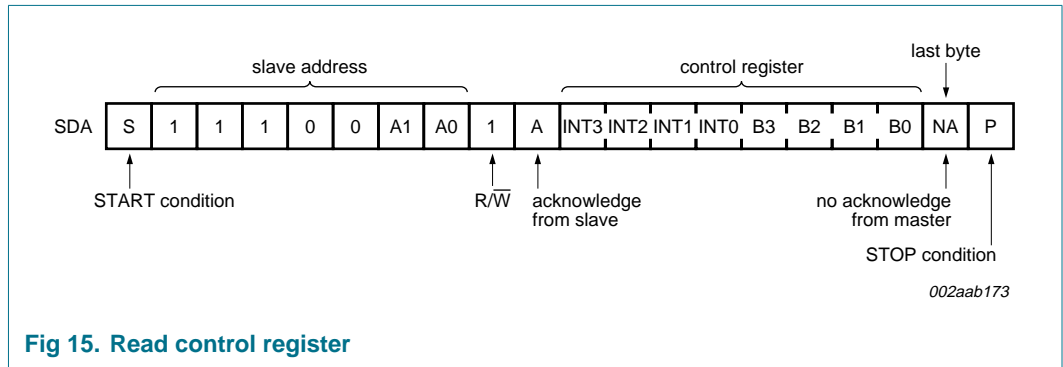 last byte
slave address
control register
SDA S 1 1 1 0 0 A1 A0 1 A INT3 INT2 INT1 INT0 B3 B2 B1 B0 NA P
START condition
R/W̅
acknowledge
from slave
no acknowledge
from master
STOP condition
002aab173
Fig 15. Read control register